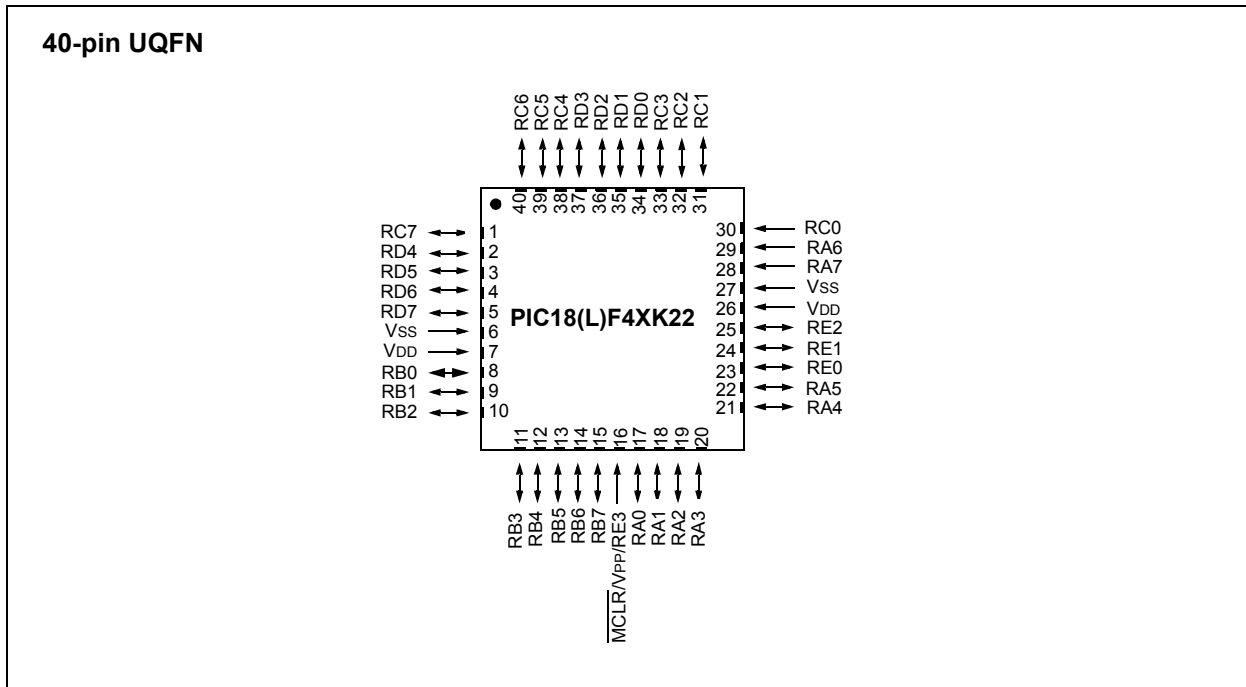 40-pin UQFN
RC6
RC5
RC4
RD3
RD2
RD1
RD0
RC3
RC2
RC1
40
39
38
37
36
35
34
33
32
31
RC7 1
RD4 2
RD5 3
RD6 4
RD7 5
VSS 6
VDD 7
RB0 8
RB1 9
RB2 10
PIC18(L)F4XK22
30 RC0
29 RA6
28 RA7
27 VSS
26 VDD
25 RE2
24 RE1
23 RE0
22 RA5
21 RA4
11
12
13
14
15
16
17
18
19
20
RB3
RB4
RB5
RB6
RB7
MCLR/VPP/RE3
RA0
RA1
RA2
RA3